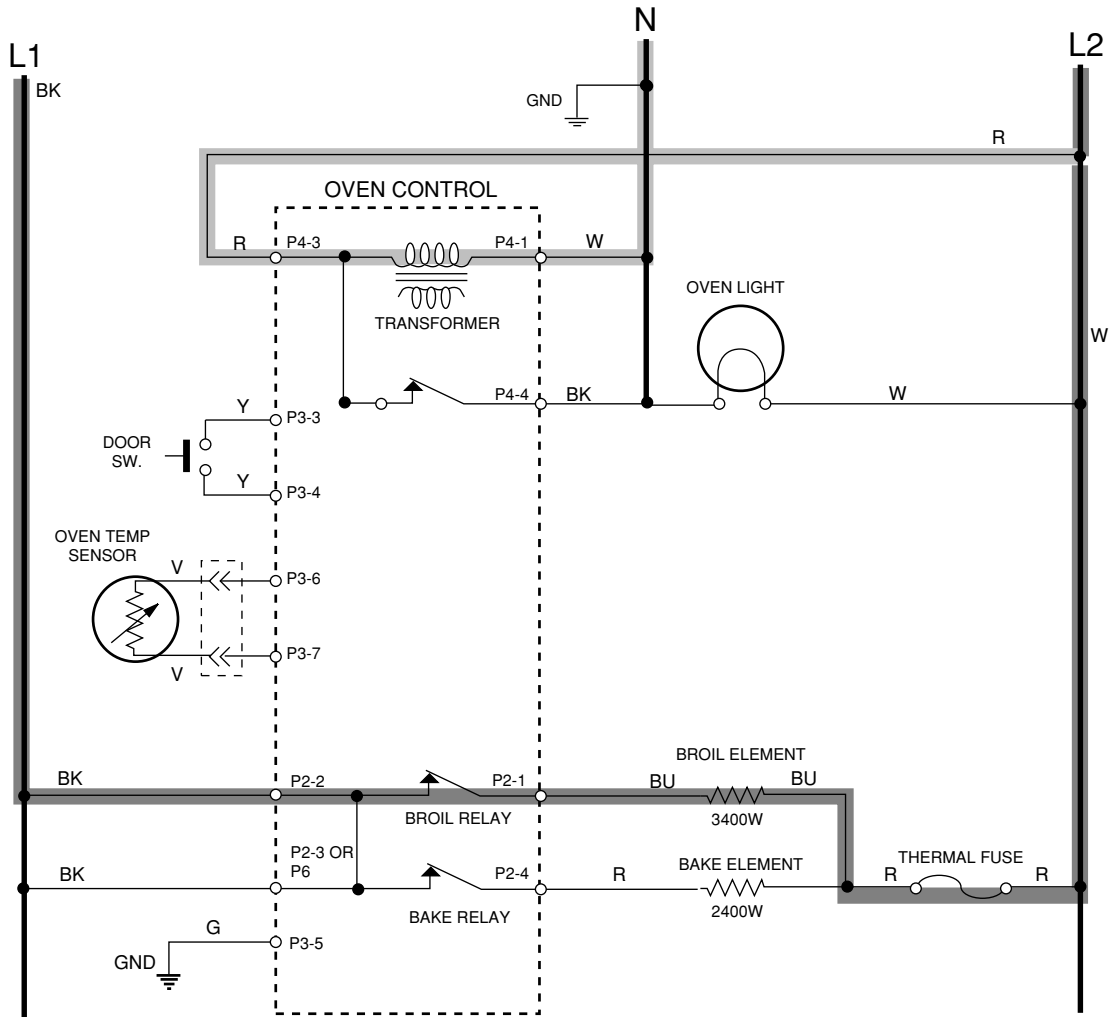 N
L1
L2
BK
GND
R
OVEN CONTROL
R
P4-3
P4-1
W
OVEN LIGHT
TRANSFORMER
W
P4-4
BK
W
Y
P3-3
DOOR
SW.
Y
P3-4
OVEN TEMP
SENSOR
V
P3-6
P3-7
V
BROIL ELEMENT
BK
P2-2
P2-1
BU
BU
BROIL RELAY
3400W
P2-3 OR
P6
BAKE ELEMENT
THERMAL FUSE
BK
P2-4
R
R
R
BAKE RELAY
2400W
G
P3-5
GND